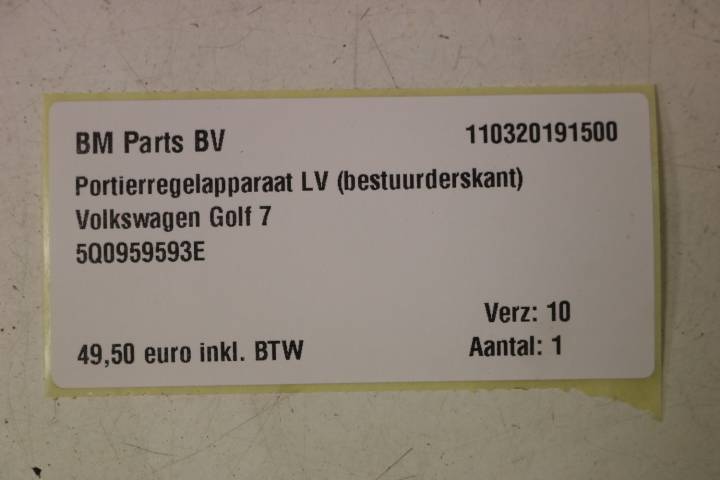 BM Parts BV
110320191500
Portierregelapparaat LV (bestuurderskant)
Volkswagen Golf 7
5Q0959593E
Verz: 10
49,50 euro inkl. BTW
Aantal: 1